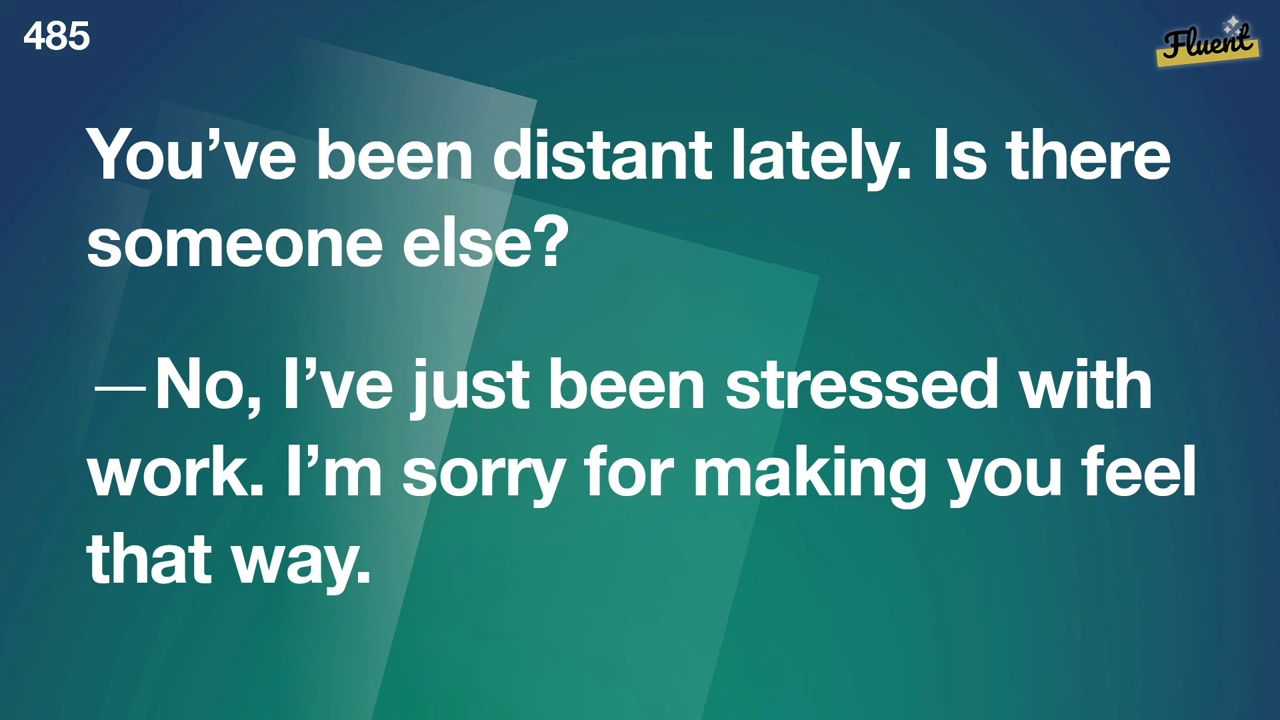 485
Fluent
You’ve been distant lately. Is there
someone else?
—No, I’ve just been stressed with
work. I’m sorry for making you feel
that way.